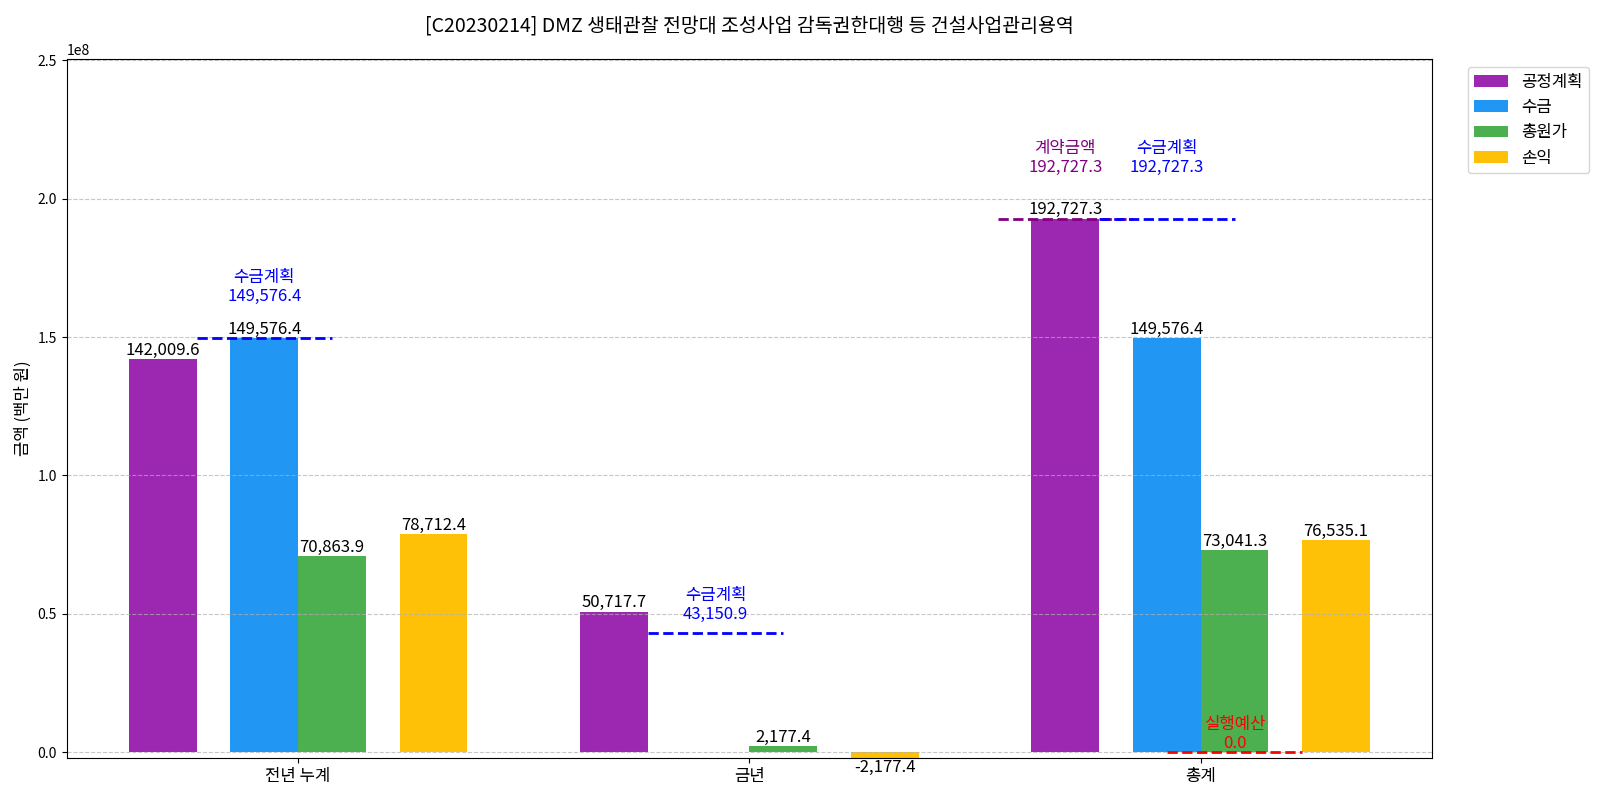 [C20230214] DMZ 생태관찰 전망대 조성사업 감독권한대행 등 건설사업관리용역
1e8
2.5
2.0
1.5
1.0
0.5
0.0
금액 (백만 원)
공정계획
수금
총원가
손익
계약금액
192,727.3
수금계획
192,727.3
192,727.3
수금계획
149,576.4
149,576.4
142,009.6
149,576.4
78,712.4
70,863.9
76,535.1
73,041.3
50,717.7
수금계획
43,150.9
2,177.4
-2,177.4
실행예산
0.0
전년 누계
금년
총계